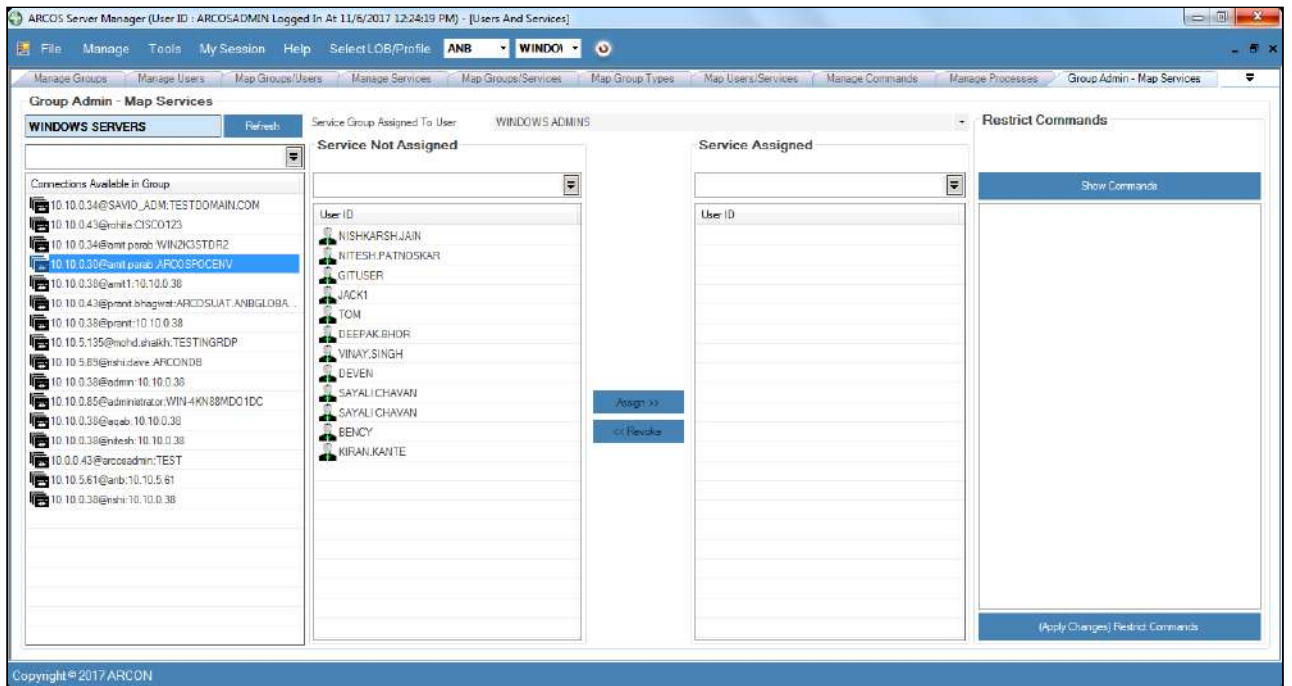 ARCOS Server Manager (User ID : ARCOSADMIN Logged In At 11/6/2017 12:24:19 PM) - [Users And Services]
File Manage Tools My Session Help Select LOB/Profile ANB WINDOV
Manage Groups Manage Users Map Groups/Users Manage Services Map Groups/Services Map Group Types Map Users/Services Manage Commands Manage Processes Group Admin - Map Services
Group Admin - Map Services
WINDOWS SERVERS Refresh Service Group Assigned To User WINDOWS ADMINS
Restrict Commands
Service Not Assigned
Service Assigned
Show Commands
Connections Available in Group
10.10.0.34@SAVIO_ADM:TESTDOMAIN.COM
10.10.0.43@rohita:CISCO123
10.10.0.34@amit.parab:WIN2K3STDR2
10.10.0.30@amit.parab:ARCOSPOCENV
10.10.0.38@amit1:10.10.0.38
10.10.0.43@pranit.bhagwat:ARCOSUAT.ANBGLOBA...
10.10.0.38@pranit:10.10.0.38
10.10.5.135@mohd.shaikh:TESTINGRDP
10.10.0.38@admin:10.10.0.38
10.10.0.85@administrator:WIN-4KN88MDO1DC
10.10.0.38@aqab:10.10.0.38
10.10.0.38@nitesh:10.10.0.38
10.0.0.43@arcosadmin:TEST
10.10.5.61@anb:10.10.5.61
10.10.0.38@rishi:10.10.0.38
User ID
NISHKARSH.JAIN
NITESH.PATNOSKAR
GITUSER
JACK1
TOM
DEEPAK.BHOR
VINAY.SINGH
DEVEN
SAYALI.CHAVAN
SAYALI CHAVAN
BENCY
KIRAN.KANTE
Assign >>
<< Revoke
User ID
(Apply Changes) Restrict Commands
Copyright © 2017 ARCON